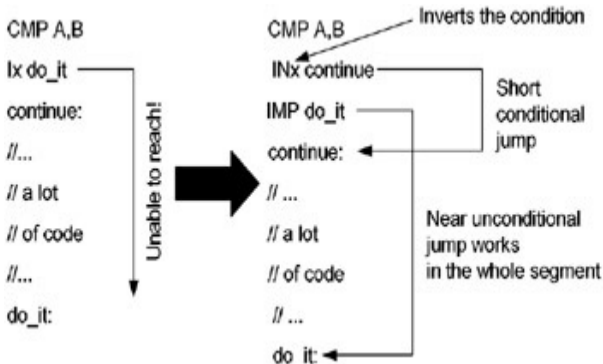 CMP A,B
Ix do_it
continue:
//...
// a lot
// of code
//...
do_it:
Unable to reach!
CMP A,B
INx continue
IMP do_it
continue:
// ...
// a lot
// of code
// ...
do_it:
Inverts the condition
Short
conditional
jump
Near unconditional
jump works
in the whole segment